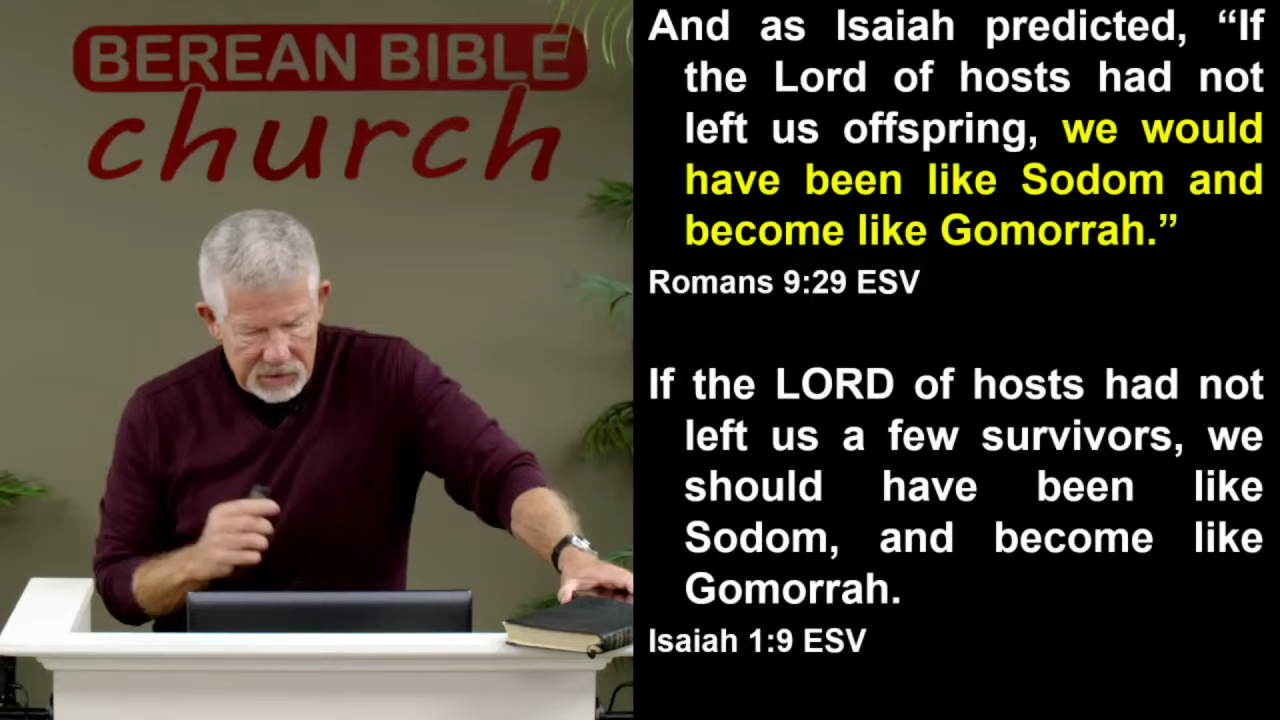 BEREAN BIBLE
church
And as Isaiah predicted, “If
the Lord of hosts had not
left us offspring, we would
have been like Sodom and
become like Gomorrah.”
Romans 9:29 ESV
If the LORD of hosts had not
left us a few survivors, we
should have been like
Sodom, and become like
Gomorrah.
Isaiah 1:9 ESV